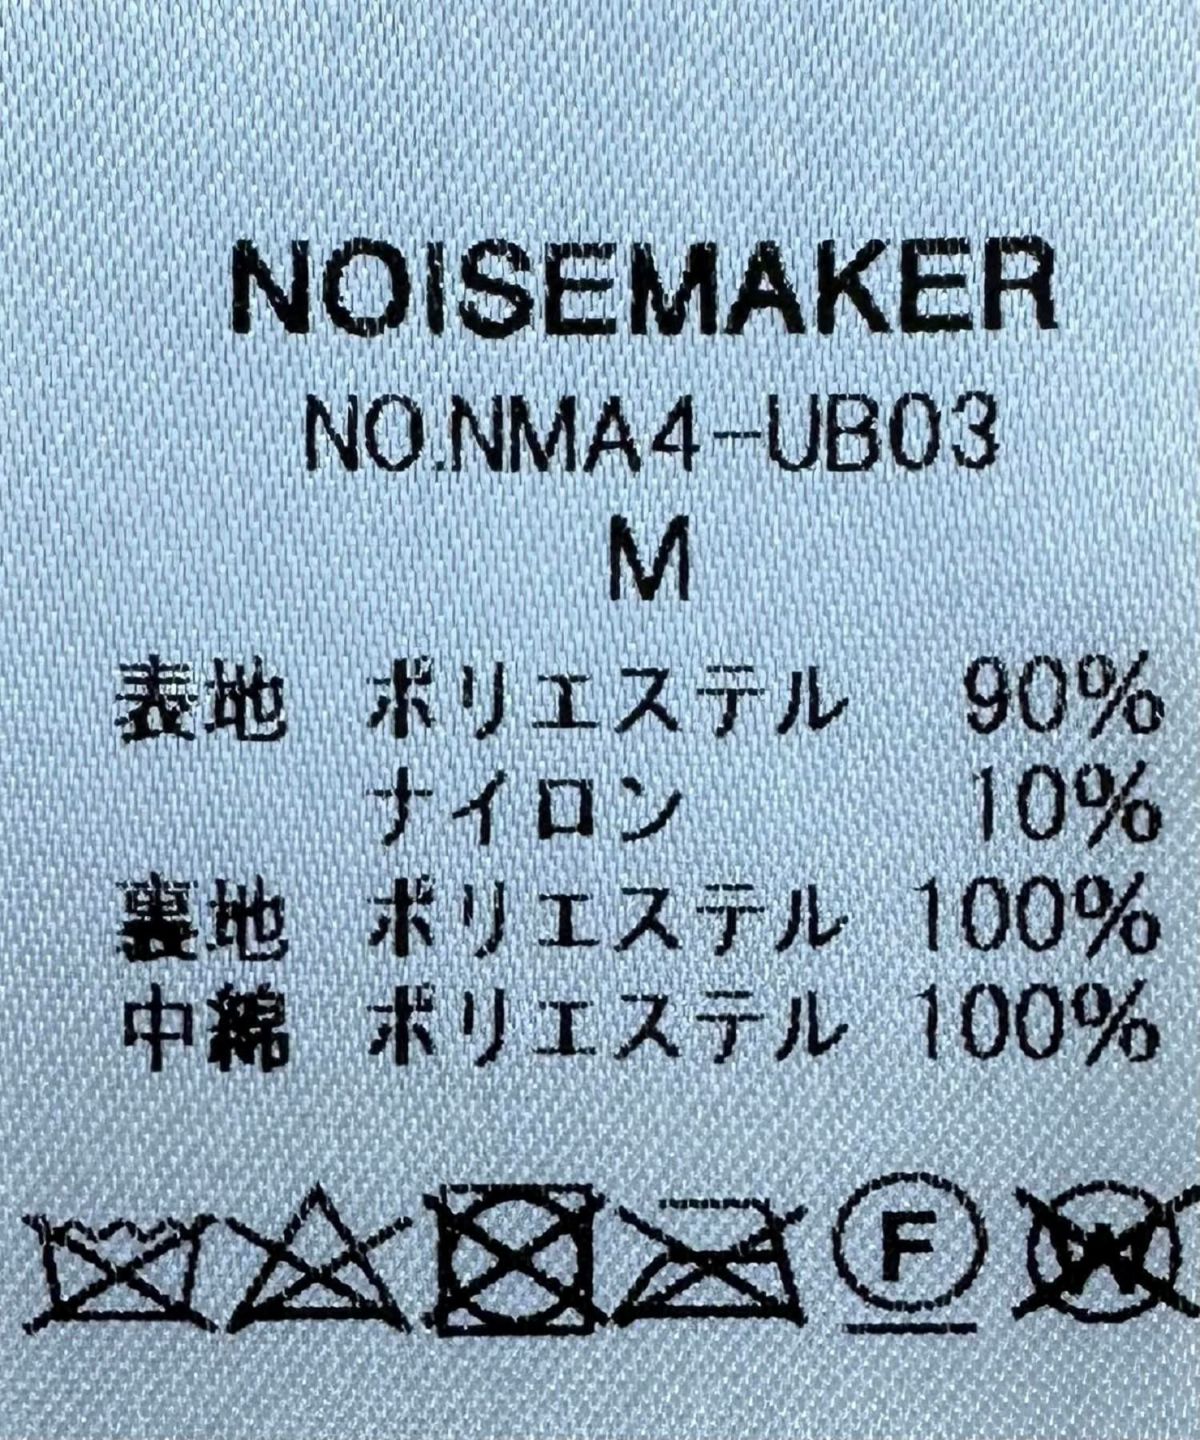 NOISEMAKER
NO.NMA4-UB03
M
表地 ポリエステル 90%
ナイロン 10%
裏地 ポリエステル 100%
中綿 ポリエステル 100%
F W